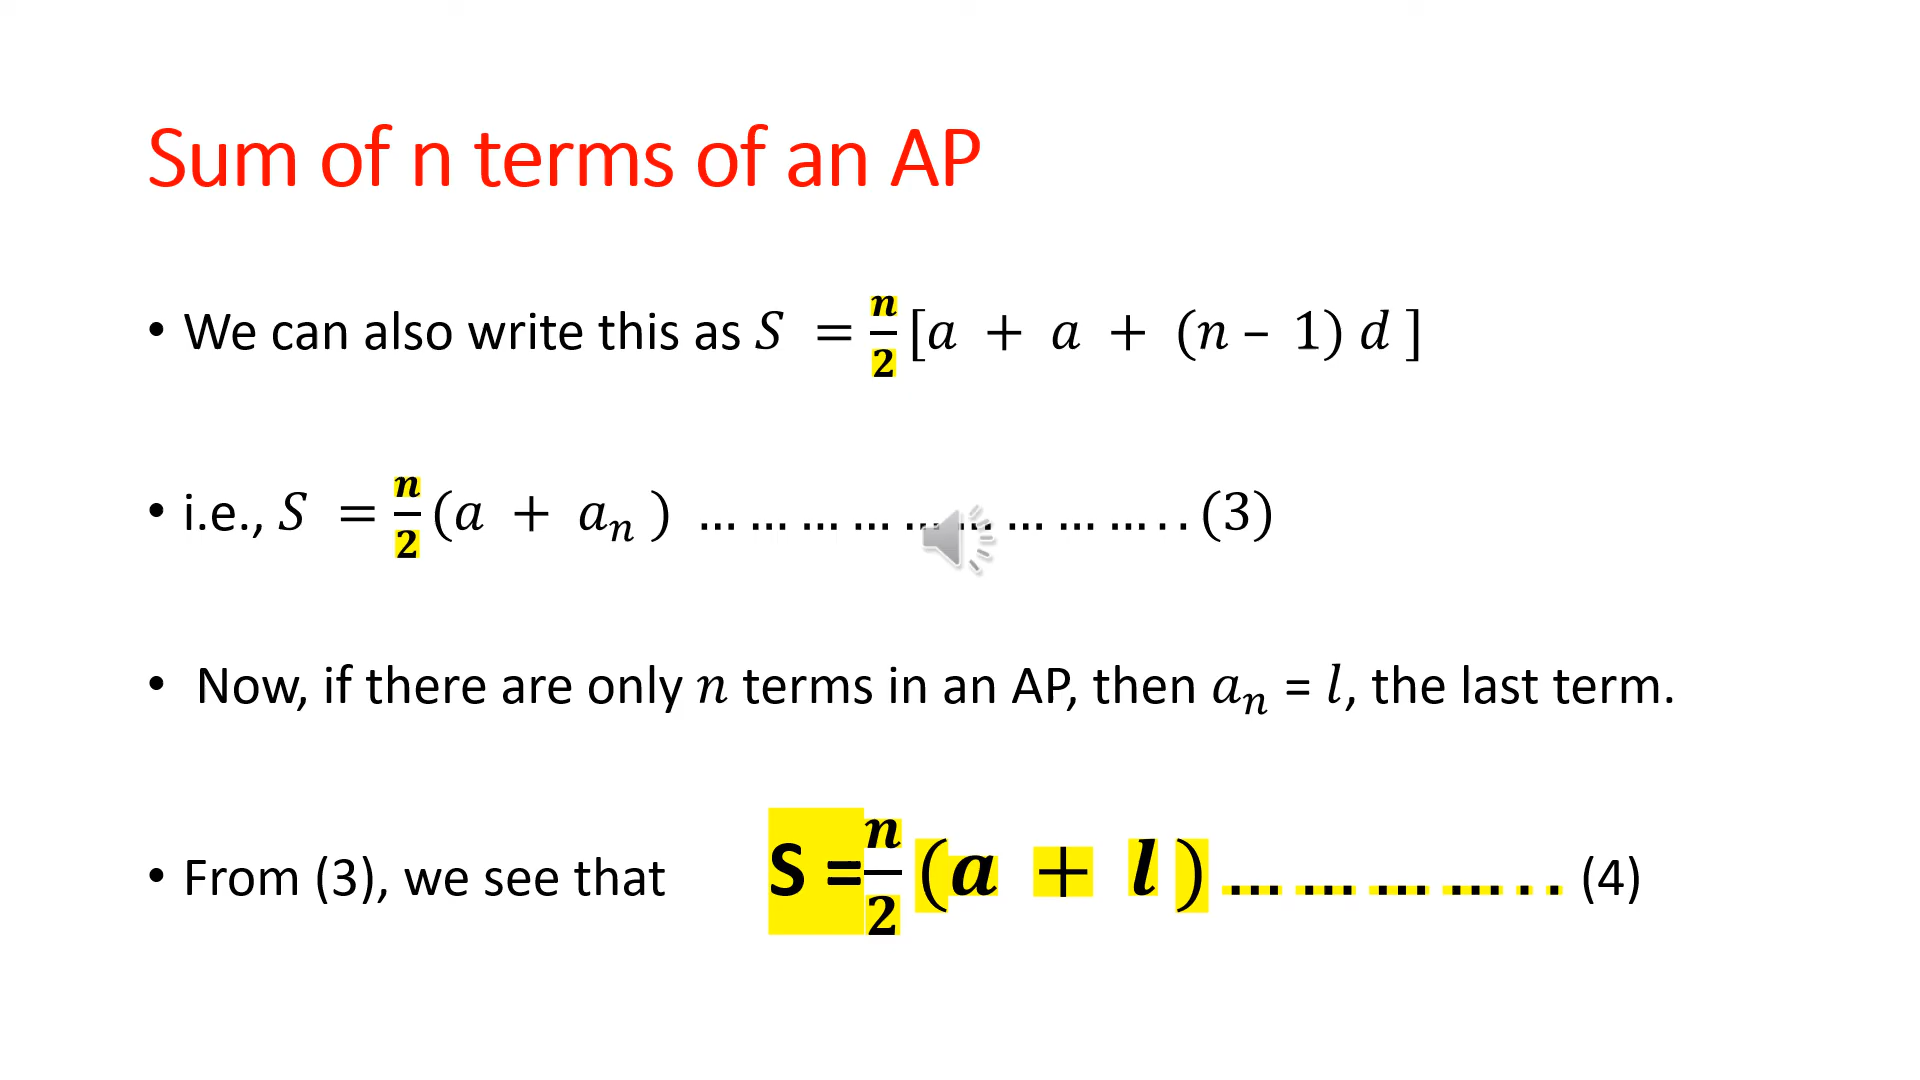 Sum of n terms of an AP
• We can also write this as S = n/2 [a + a + (n – 1) d ]
• i.e., S = n/2 (a + aₙ ) … … … … … … … … … . . (3)
• Now, if there are only n terms in an AP, then aₙ = l, the last term.
• From (3), we see that S = n/2 (a + l ) … … … … . . (4)